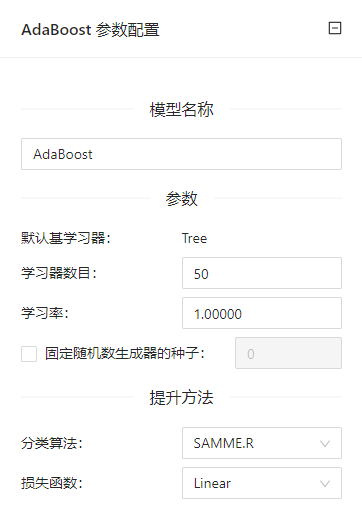 AdaBoost 参数配置
模型名称
AdaBoost
参数
默认基学习器： Tree
学习器数目： 50
学习率： 1.00000
固定随机数生成器的种子： 0
提升方法
分类算法： SAMME.R
损失函数： Linear